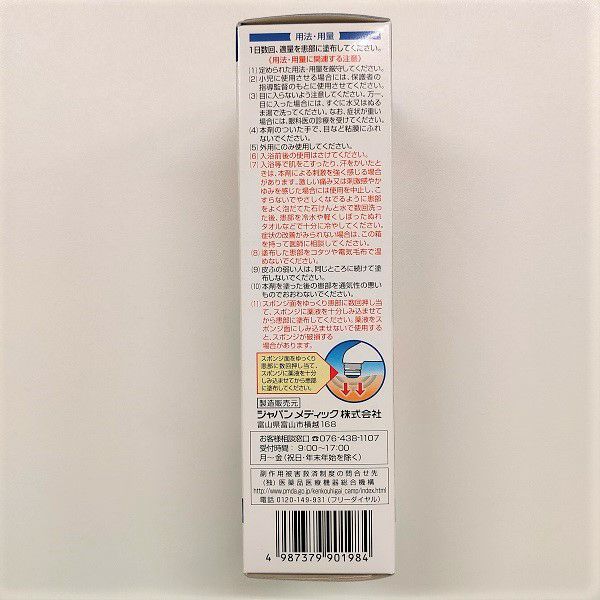 用法・用量
1日数回、適量を患部に塗布してください。
〈用法・用量に関連する注意〉
(1) 定められた用法・用量を厳守してください。
(2) 小児に使用させる場合には、保護者の
指導監督のもとに使用させてください。
(3) 目に入らないよう注意してください。万一、
目に入った場合には、すぐに水又はぬる
ま湯で洗ってください。なお、症状が重い
場合には、眼科医の診療を受けてください。
(4) 本剤のついた手で、目など粘膜にふれ
ないでください。
(5) 外用にのみ使用してください。
(6) 入浴前後の使用はさけてください。
(7) 入浴等で肌をこすったり、汗をかいたと
きは、本剤による刺激を強く感じる場合
があります。激しい痛み又は刺激感やか
ゆみを感じた場合には使用を中止し、こ
すらないでやさしくなでるように患部
をよく泡だてた石けんと水で数回洗っ
た後、患部を冷水や軽くしぼったぬれ
タオルなどで十分に冷やしてください。
症状の改善がみられない場合は、この箱
を持って医師に相談してください。
(8) 塗布した患部をコタツや電気毛布で温
めないでください。
(9) 皮ふの弱い人は、同じところに続けて塗
布しないでください。
(10) 本剤を塗った後の患部を通気性の悪い
ものでおおわないでください。
(11) スポンジ面をゆっくり患部に数回押し当
て、スポンジに薬液を十分しみ込ませて
から患部に塗布してください。薬液をス
ポンジ面にしみ込ませないで使用する
と、スポンジが破損する
場合があります。
スポンジ面をゆっくり
患部に数回押し当て、
スポンジに薬液を十分
しみ込ませてから患部
に塗布してください。
製造販売元
ジャパンメディック株式会社
富山県富山市横越168
お客様相談窓口 ☎076-438-1107
受付時間： 9:00〜17:00
月〜金(祝日・年末年始を除く)
副作用被害救済制度の問合せ先
(独)医薬品医療機器総合機構
http://www.pmda.go.jp/kenkouhigai_camp/index.html
電話 0120-149-931 (フリーダイヤル)
4 987379 901984